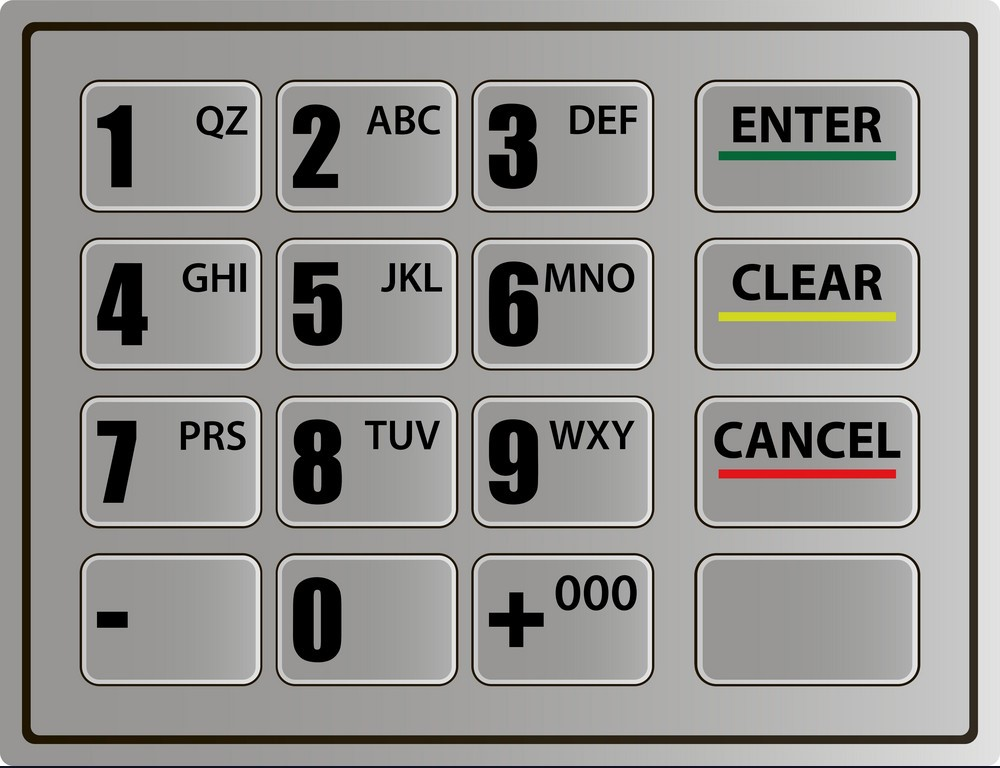 1 QZ 2 ABC 3 DEF ENTER
4 GHI 5 JKL 6 MNO CLEAR
7 PRS 8 TUV 9 WXY CANCEL
- 0 + 000